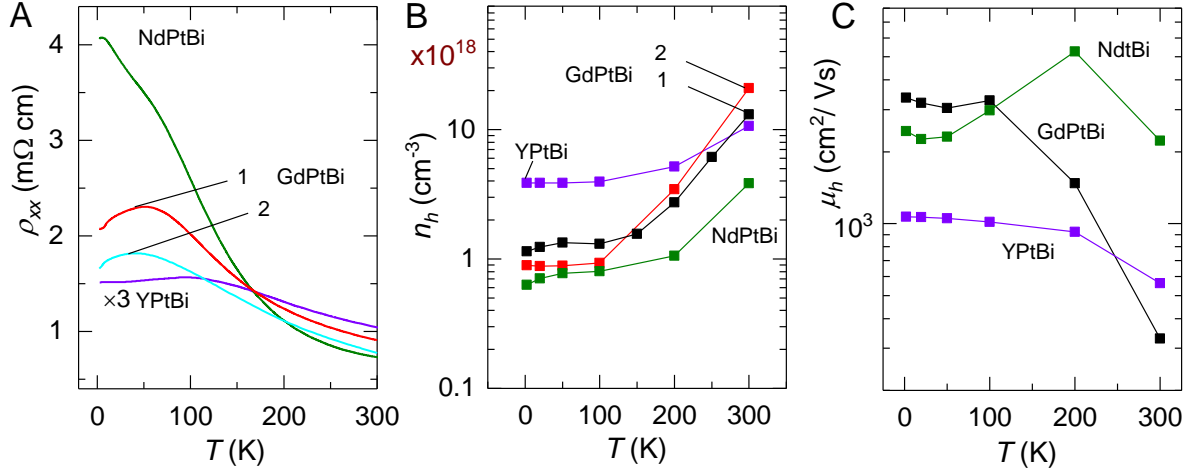 A
ρxx (mΩ cm)
4
3
2
1
NdPtBi
1
GdPtBi
2
×3 YPtBi
0
100
200
300
T (K)
B
nh (cm-3)
x10^18
10
1
0.1
2
GdPtBi
1
YPtBi
NdPtBi
0
100
200
300
T (K)
C
μh (cm2/ Vs)
10^3
NdtBi
GdPtBi
YPtBi
0
100
200
300
T (K)